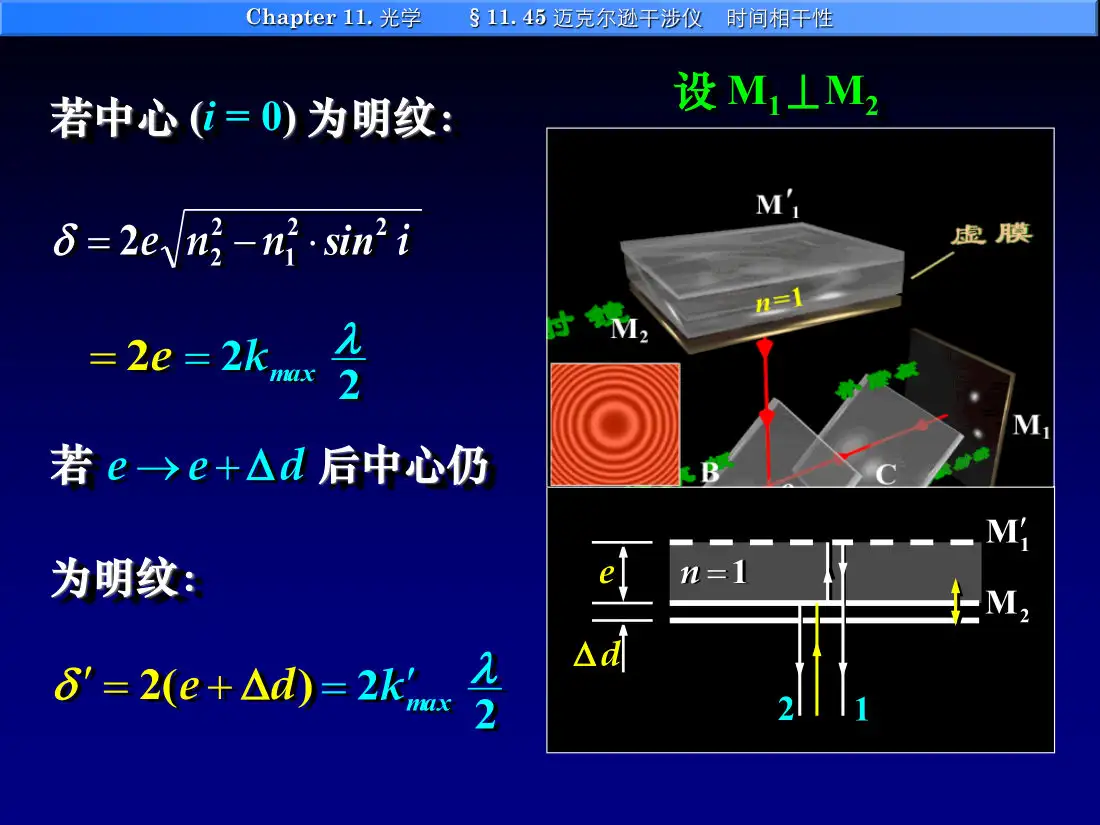 Chapter 11. 光学 § 11. 45 迈克尔逊干涉仪 时间相干性
设 M₁⊥M₂
若中心 (i = 0) 为明纹:
δ = 2e√(n₂² − n₁² · sin² i)
= 2e = 2k_max λ/2
若 e → e + Δd 后中心仍
为明纹:
δ′ = 2(e + Δd) = 2k′_max λ/2
M′₁
虚膜
n=1
M₂
M₁
B
C
M′₁
e
n = 1
M₂
Δd
2
1